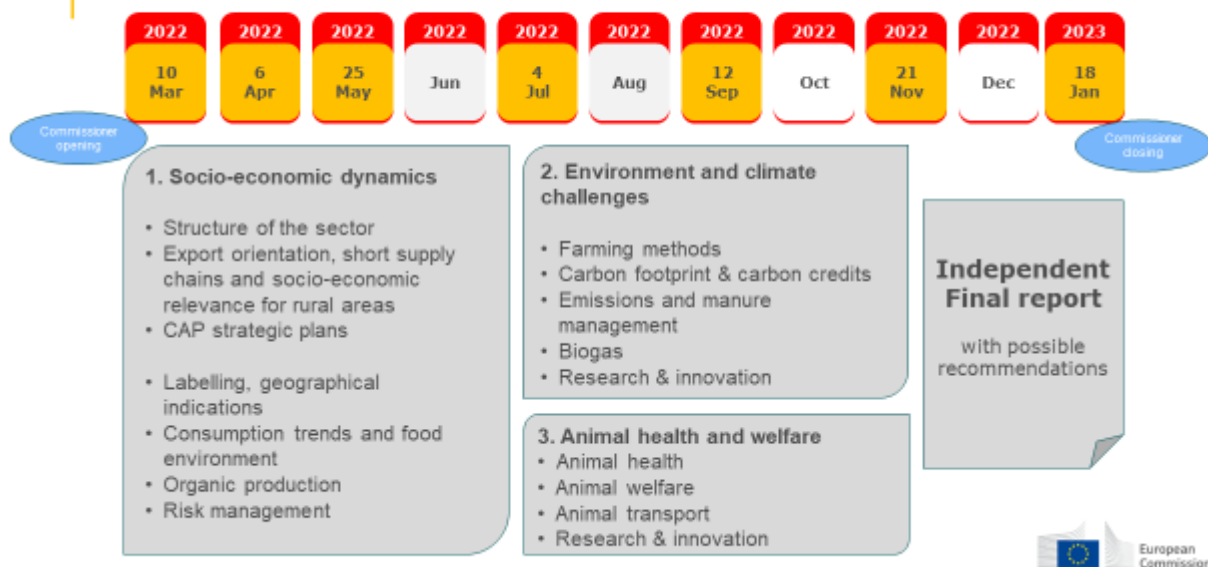 2022 2022 2022 2022 2022 2022 2022 2022 2022 2022 2023
10 Mar
6 Apr
25 May
Jun
4 Jul
Aug
12 Sep
Oct
21 Nov
Dec
18 Jan
Commissioner
opening
Commissioner
closing
1. Socio-economic dynamics
• Structure of the sector
• Export orientation, short supply
chains and socio-economic
relevance for rural areas
• CAP strategic plans
• Labelling, geographical
indications
• Consumption trends and food
environment
• Organic production
• Risk management
2. Environment and climate
challenges
• Farming methods
• Carbon footprint & carbon credits
• Emissions and manure
management
• Biogas
• Research & innovation
3. Animal health and welfare
• Animal health
• Animal welfare
• Animal transport
• Research & innovation
Independent
Final report
with possible
recommendations
European
Commission